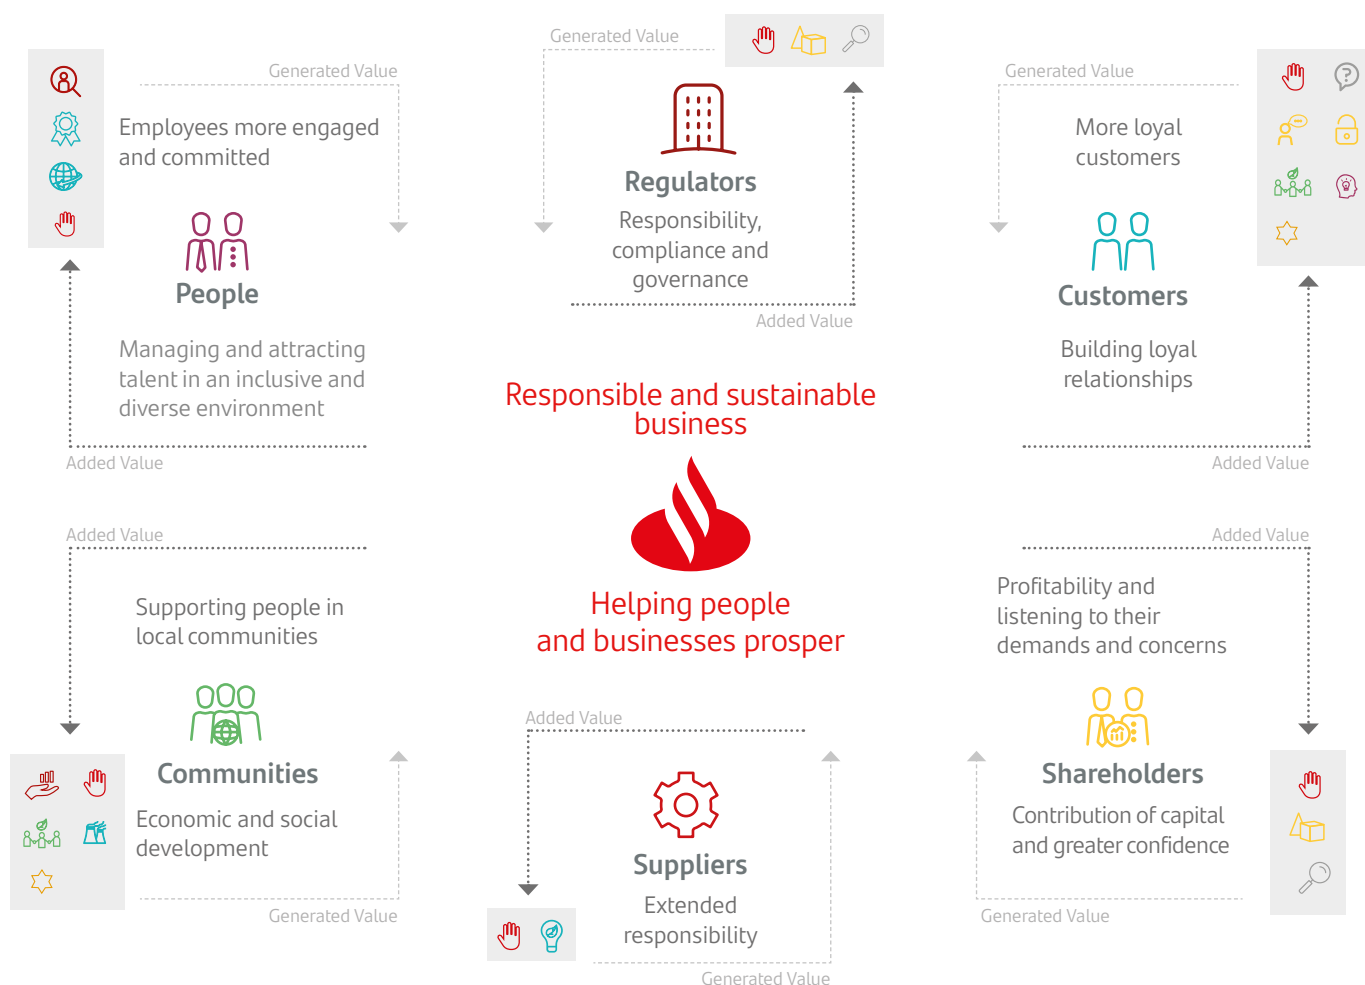 Generated Value
Employees more engaged
and committed
People
Managing and attracting
talent in an inclusive and
diverse environment
Added Value
Generated Value
Regulators
Responsibility,
compliance and
governance
Added Value
Generated Value
More loyal
customers
Customers
Building loyal
relationships
Added Value
Responsible and sustainable
business
Helping people
and businesses prosper
Added Value
Supporting people in
local communities
Communities
Economic and social
development
Generated Value
Added Value
Suppliers
Extended
responsibility
Generated Value
Added Value
Profitability and
listening to their
demands and concerns
Shareholders
Contribution of capital
and greater confidence
Generated Value